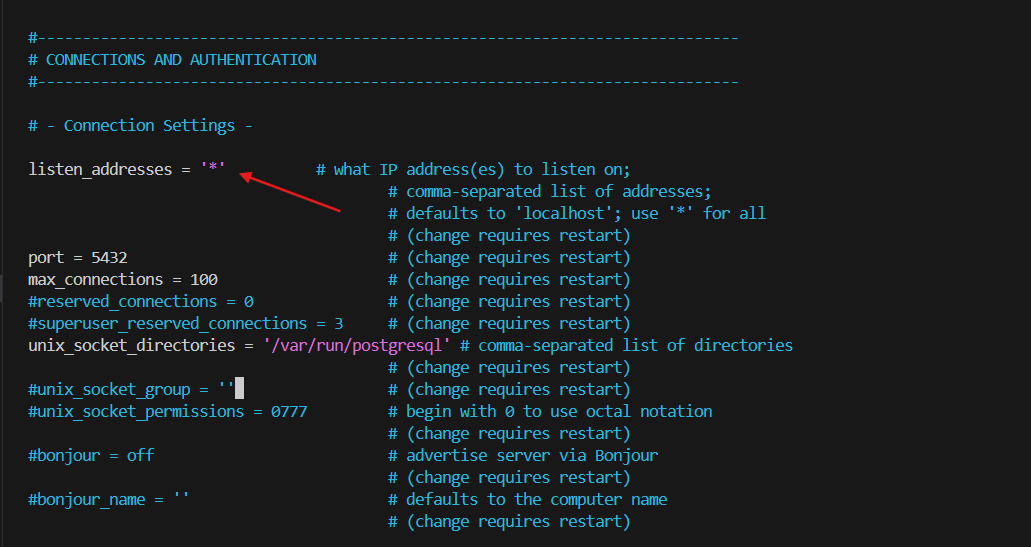 #------------------------------------------------------------------------------
# CONNECTIONS AND AUTHENTICATION
#------------------------------------------------------------------------------
# - Connection Settings -
listen_addresses = '*' # what IP address(es) to listen on;
# comma-separated list of addresses;
# defaults to 'localhost'; use '*' for all
# (change requires restart)
port = 5432 # (change requires restart)
max_connections = 100 # (change requires restart)
#reserved_connections = 0 # (change requires restart)
#superuser_reserved_connections = 3 # (change requires restart)
unix_socket_directories = '/var/run/postgresql' # comma-separated list of directories
# (change requires restart)
#unix_socket_group = '' # (change requires restart)
#unix_socket_permissions = 0777 # begin with 0 to use octal notation
# (change requires restart)
#bonjour = off # advertise server via Bonjour
# (change requires restart)
#bonjour_name = '' # defaults to the computer name
# (change requires restart)